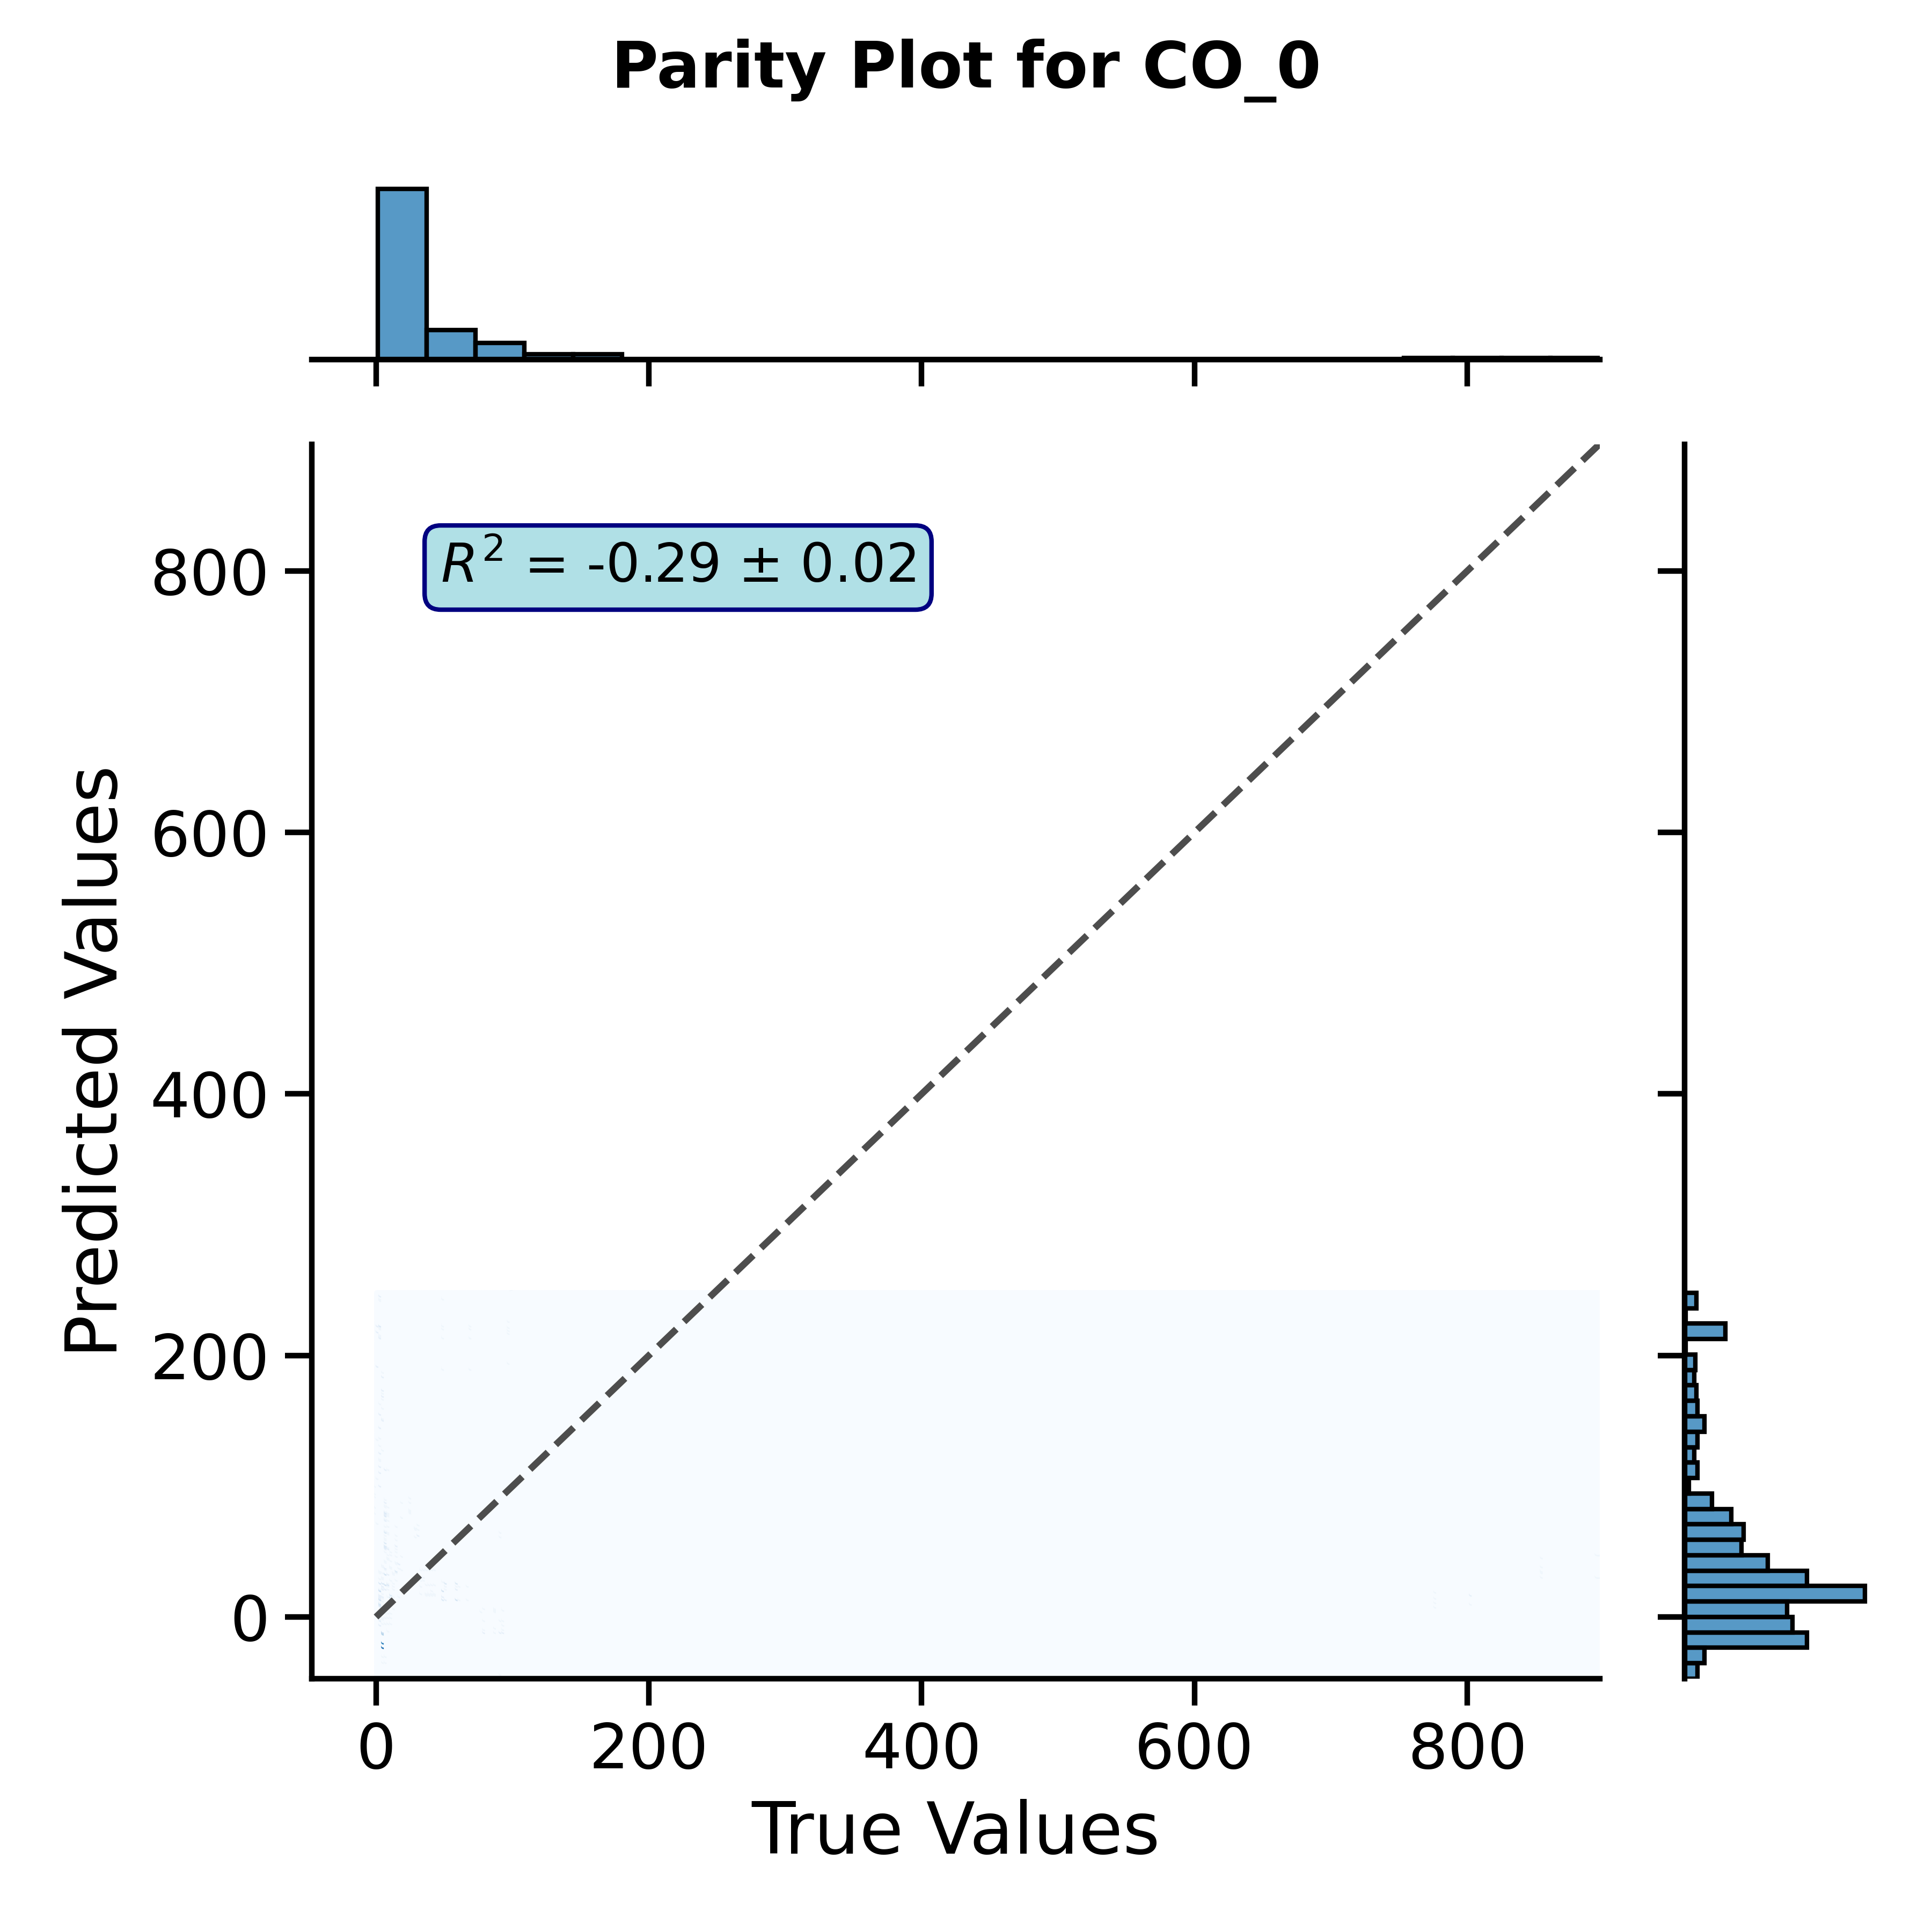 Parity Plot for CO_0
R² = -0.29 ± 0.02
Predicted Values
800
600
400
200
0
0 200 400 600 800
True Values